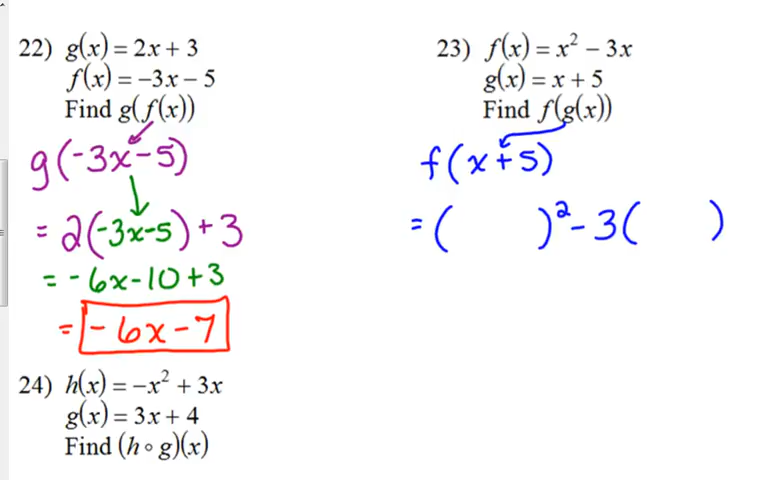 22) g(x) = 2x + 3
f(x) = −3x − 5
Find g(f(x))
g(-3x-5)
= 2(-3x-5) + 3
= -6x-10+3
= -6x-7
23) f(x) = x² − 3x
g(x) = x + 5
Find f(g(x))
f(x+5)
= (    )² - 3(    )
24) h(x) = −x² + 3x
g(x) = 3x + 4
Find (h ∘ g)(x)